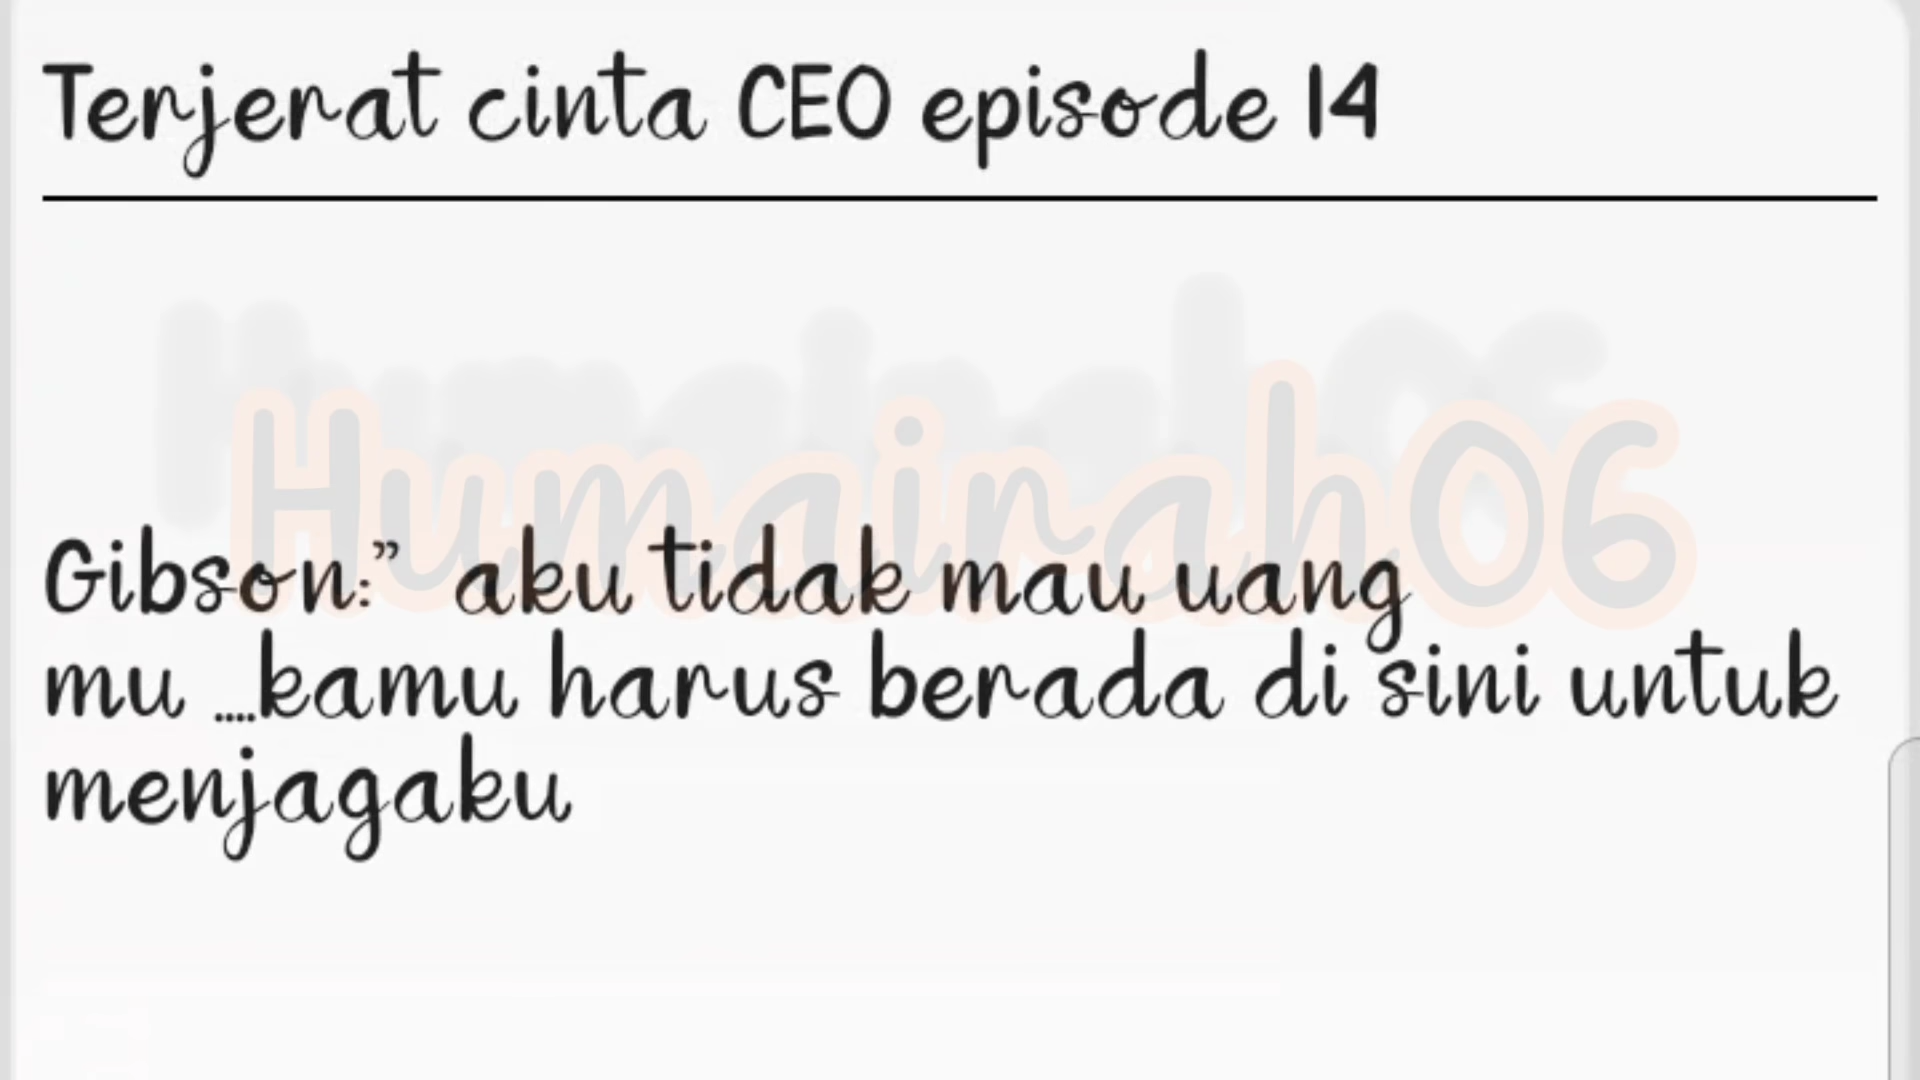 Terjerat cinta CEO episode 14
Humairah06
Gibson:” aku tidak mau uang
mu ....kamu harus berada di sini untuk
menjagaku